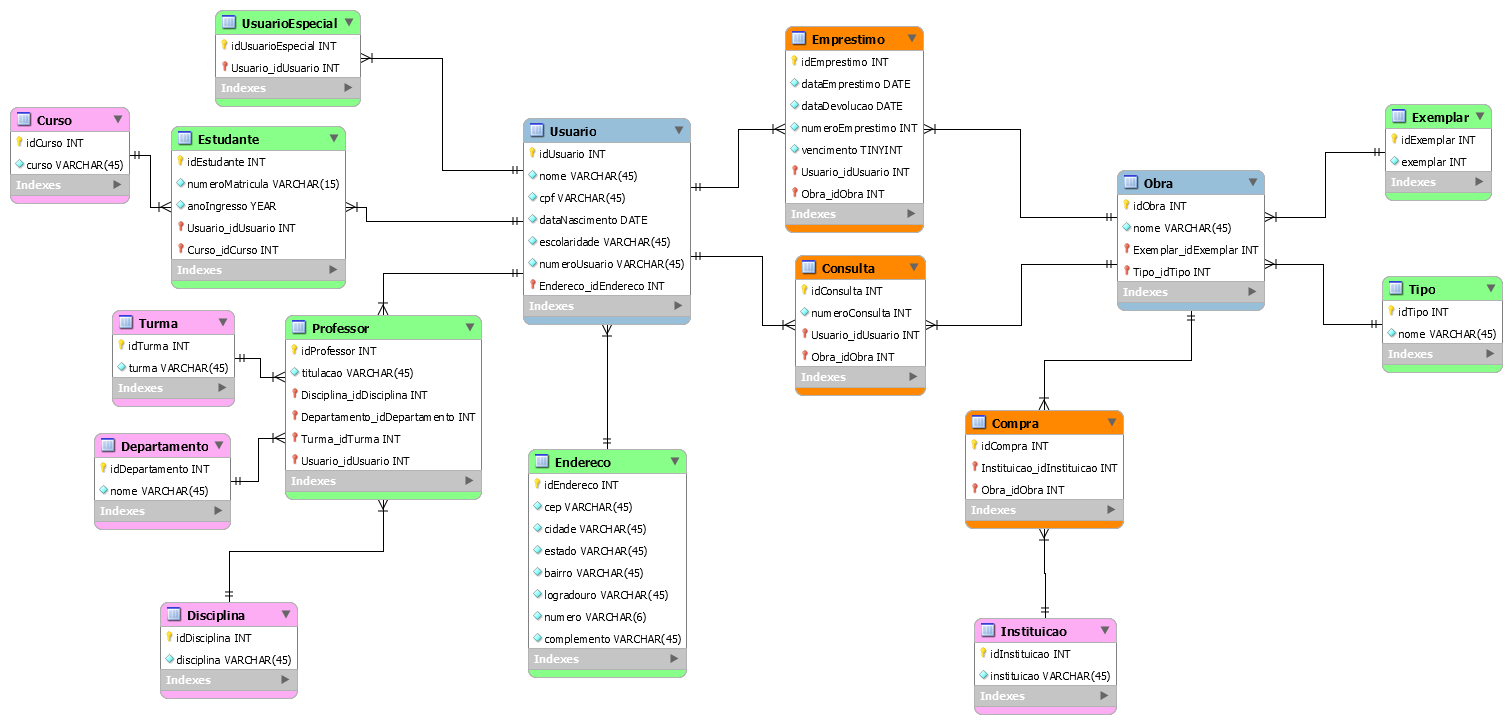 UsuarioEspecial
idUsuarioEspecial INT
Usuario_idUsuario INT
Indexes
Curso
idCurso INT
curso VARCHAR(45)
Indexes
Estudante
idEstudante INT
numeroMatricula VARCHAR(15)
anoIngresso YEAR
Usuario_idUsuario INT
Curso_idCurso INT
Indexes
Usuario
idUsuario INT
nome VARCHAR(45)
cpf VARCHAR(45)
dataNascimento DATE
escolaridade VARCHAR(45)
numeroUsuario VARCHAR(45)
Endereco_idEndereco INT
Indexes
Emprestimo
idEmprestimo INT
dataEmprestimo DATE
dataDevolucao DATE
numeroEmprestimo INT
vencimento TINYINT
Usuario_idUsuario INT
Obra_idObra INT
Indexes
Exemplar
idExemplar INT
exemplar INT
Indexes
Obra
idObra INT
nome VARCHAR(45)
Exemplar_idExemplar INT
Tipo_idTipo INT
Indexes
Consulta
idConsulta INT
numeroConsulta INT
Usuario_idUsuario INT
Obra_idObra INT
Indexes
Tipo
idTipo INT
nome VARCHAR(45)
Indexes
Turma
idTurma INT
turma VARCHAR(45)
Indexes
Professor
idProfessor INT
titulacao VARCHAR(45)
Disciplina_idDisciplina INT
Departamento_idDepartamento INT
Turma_idTurma INT
Usuario_idUsuario INT
Indexes
Departamento
idDepartamento INT
nome VARCHAR(45)
Indexes
Endereco
idEndereco INT
cep VARCHAR(45)
cidade VARCHAR(45)
estado VARCHAR(45)
bairro VARCHAR(45)
logradouro VARCHAR(45)
numero VARCHAR(6)
complemento VARCHAR(45)
Indexes
Compra
idCompra INT
Instituicao_idInstituicao INT
Obra_idObra INT
Indexes
Disciplina
idDisciplina INT
disciplina VARCHAR(45)
Indexes
Instituicao
idInstituicao INT
instituicao VARCHAR(45)
Indexes